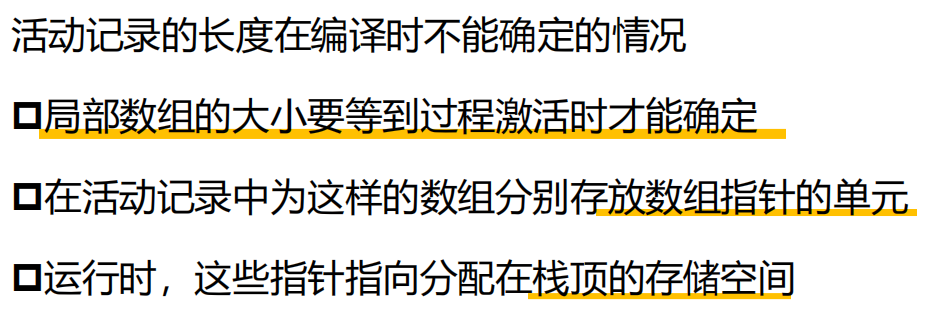 活动记录的长度在编译时不能确定的情况
局部数组的大小要等到过程激活时才能确定
在活动记录中为这样的数组分别存放数组指针的单元
运行时，这些指针指向分配在栈顶的存储空间